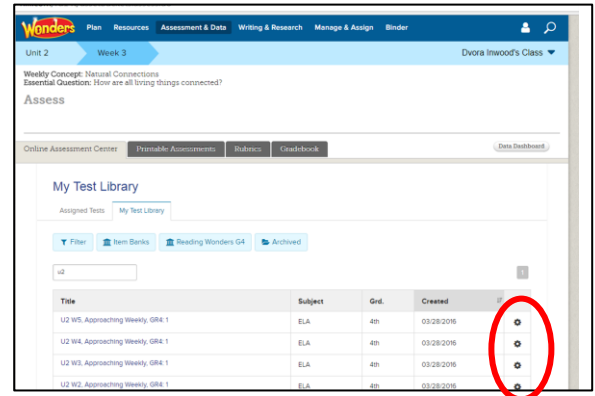 Wonders Plan Resources Assessment & Data Writing & Research Manage & Assign Binder
Unit 2 Week 3 Dvora Inwood's Class
Weekly Concept: Natural Connections
Essential Question: How are all living things connected?
Assess
Online Assessment Center Printable Assessments Rubrics Gradebook Data Dashboard
My Test Library
Assigned Tests My Test Library
Filter Item Banks Reading Wonders G4 Archived
u2 1
Title Subject Grd. Created
U2 W5, Approaching Weekly, GR4: 1 ELA 4th 03/28/2016
U2 W4, Approaching Weekly, GR4: 1 ELA 4th 03/28/2016
U2 W3, Approaching Weekly, GR4: 1 ELA 4th 03/28/2016
U2 W2, Approaching Weekly, GR4: 1 ELA 4th 03/28/2016